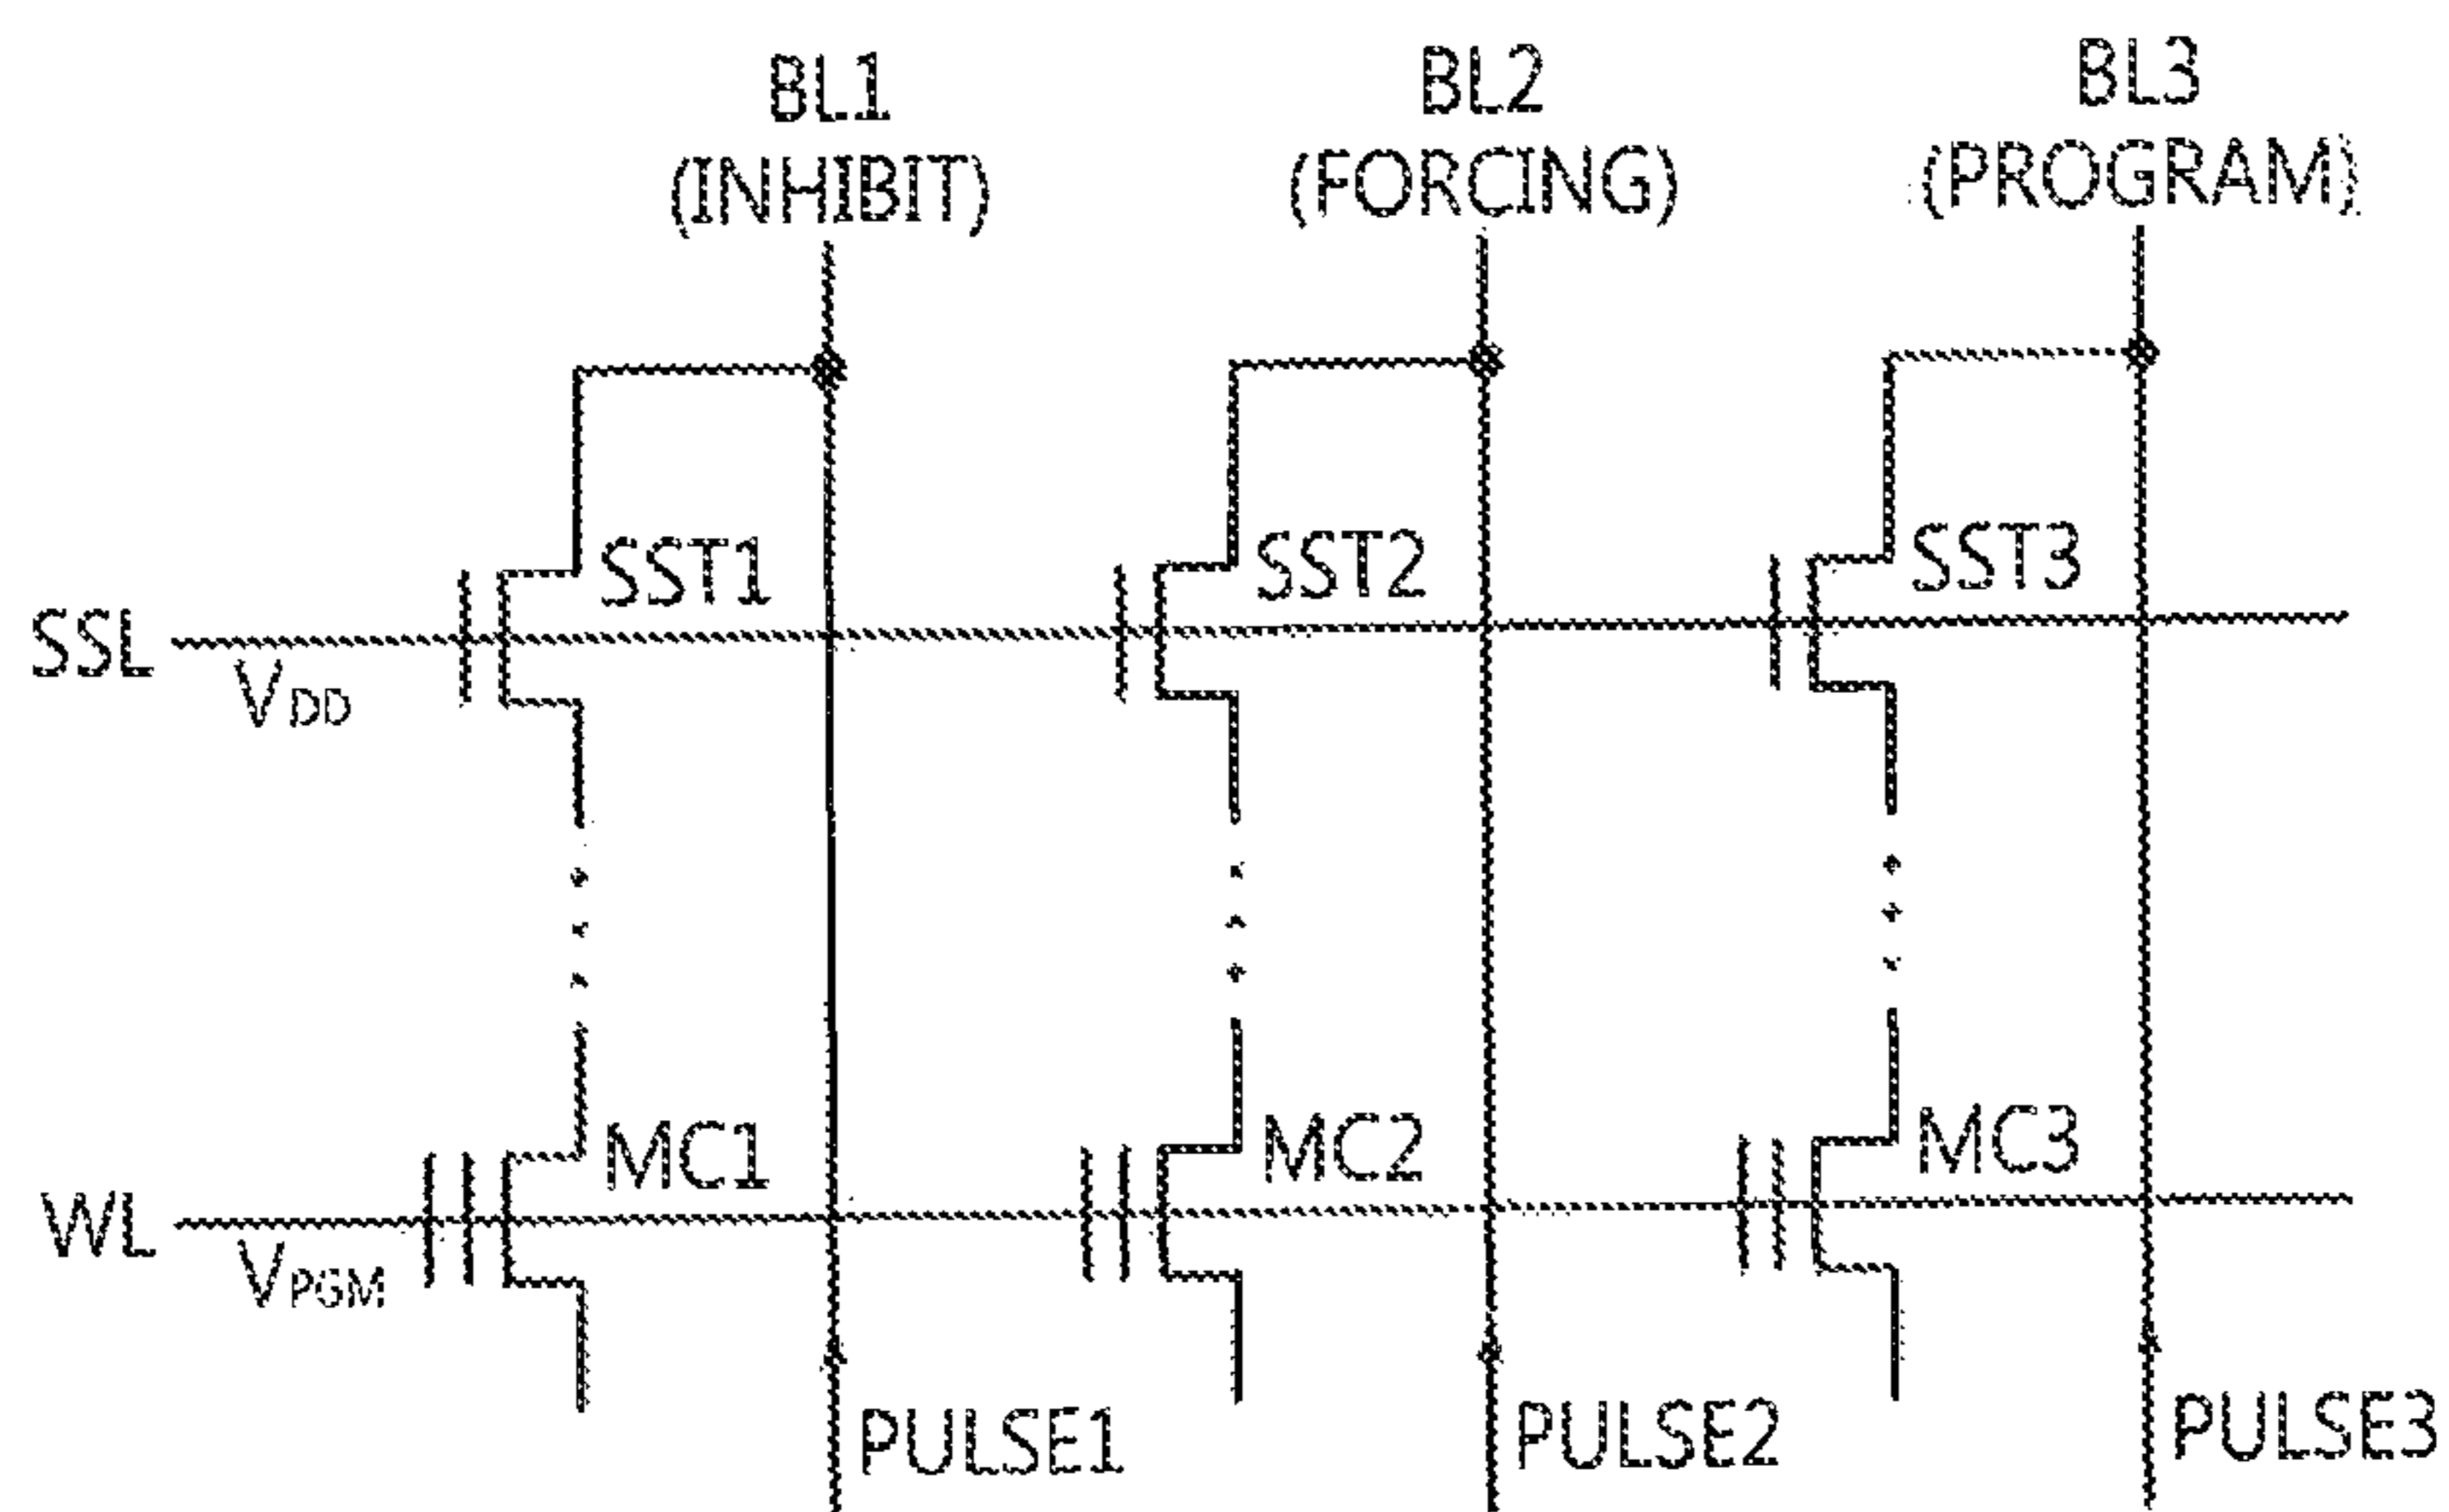 BL1 BL2 BL3
(INHIBIT) (FORCING) (PROGRAM)
SST1 SST2 SST3
SSL
VDD
MC1 MC2 MC3
WL
VPGM
PULSE1 PULSE2 PULSE3